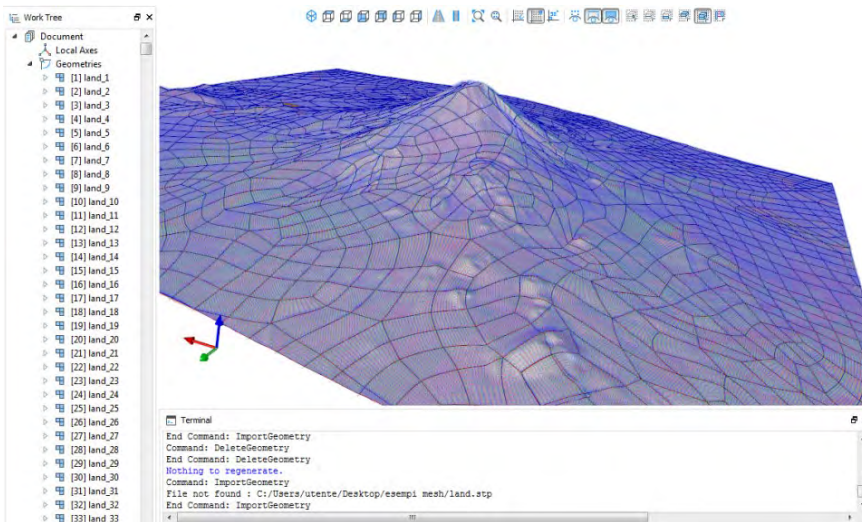 Work Tree
Document
Local Axes
Geometries
[1] land_1
[2] land_2
[3] land_3
[4] land_4
[5] land_5
[6] land_6
[7] land_7
[8] land_8
[9] land_9
[10] land_10
[11] land_11
[12] land_12
[13] land_13
[14] land_14
[15] land_15
[16] land_16
[17] land_17
[18] land_18
[19] land_19
[20] land_20
[21] land_21
[22] land_22
[23] land_23
[24] land_24
[25] land_25
[26] land_26
[27] land_27
[28] land_28
[29] land_29
[30] land_30
[31] land_31
[32] land_32
[33] land_33
Terminal
End Command: ImportGeometry
Command: DeleteGeometry
End Command: DeleteGeometry
Nothing to regenerate.
Command: ImportGeometry
File not found : C:/Users/utente/Desktop/esempi mesh/land.stp
End Command: ImportGeometry